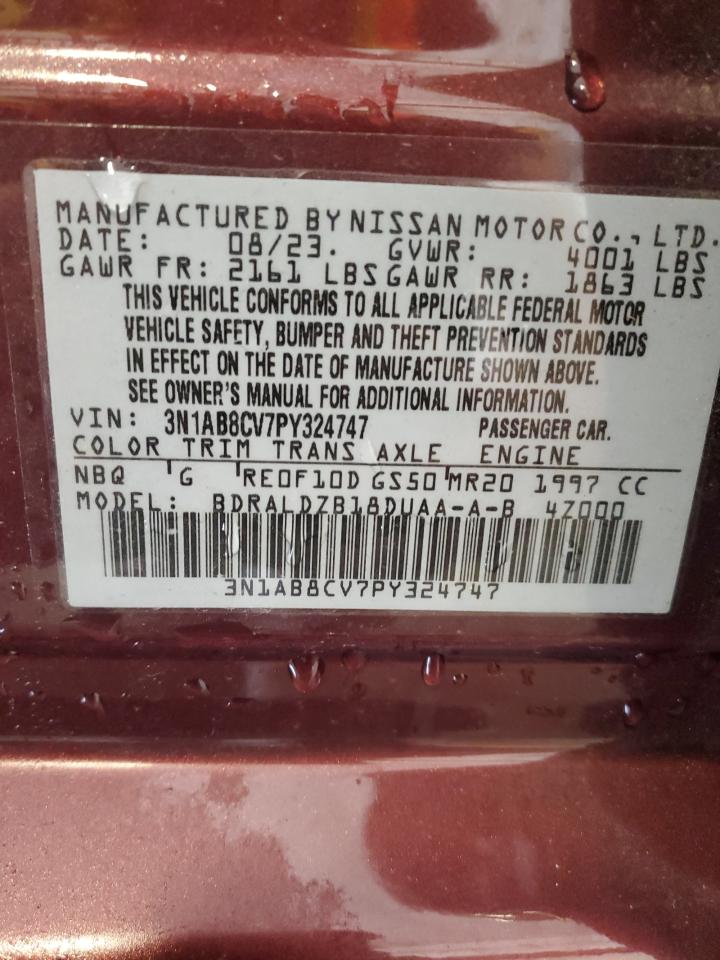 MANUFACTURED BY NISSAN MOTOR CO., LTD.
DATE: 08/23. GVWR: 4001 LBS
GAWR FR: 2161 LBS GAWR RR: 1863 LBS
THIS VEHICLE CONFORMS TO ALL APPLICABLE FEDERAL MOTOR
VEHICLE SAFETY, BUMPER AND THEFT PREVENTION STANDARDS
IN EFFECT ON THE DATE OF MANUFACTURE SHOWN ABOVE.
SEE OWNER'S MANUAL FOR ADDITIONAL INFORMATION.
VIN: 3N1AB8CV7PY324747 PASSENGER CAR.
COLOR TRIM TRANS AXLE ENGINE
NBQ G RE0F10D GS50 MR20 1997 CC
MODEL: BDRALDZB18DUAA-A-B 4Z000
3N1AB8CV7PY324747